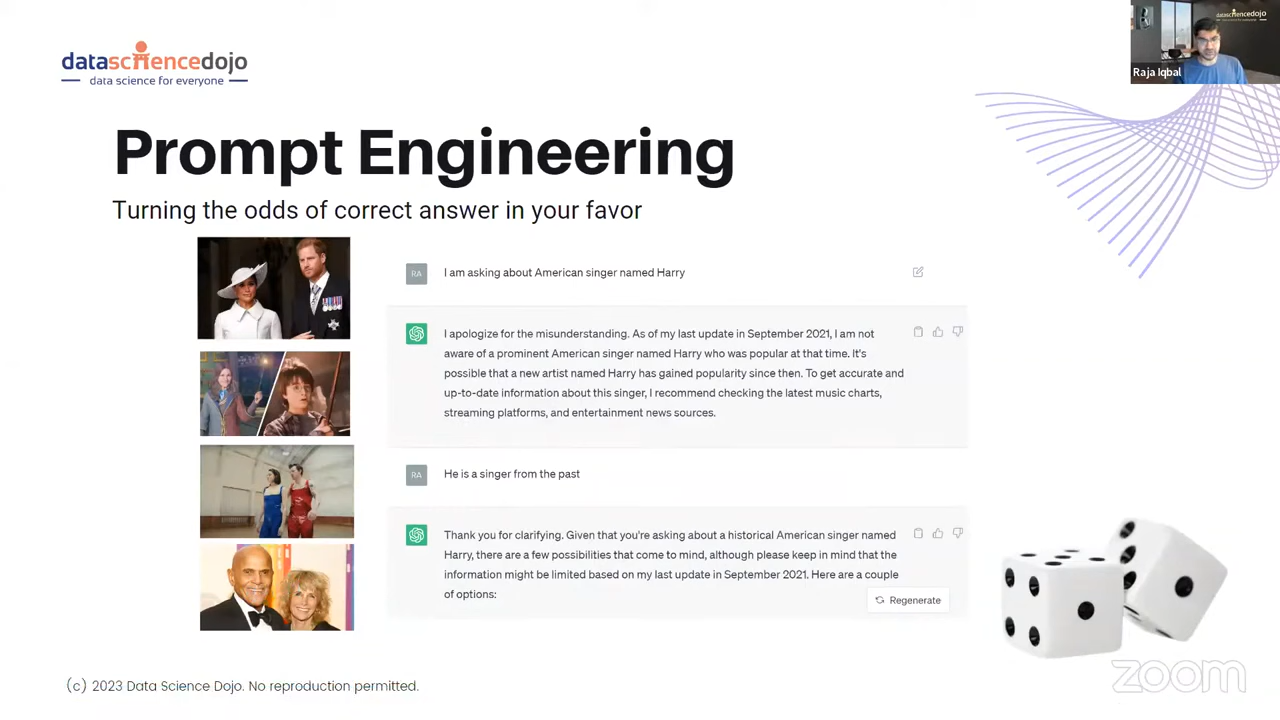 datasciencedojo
data science for everyone
datasciencedojo
Raja Iqbal
Prompt Engineering
Turning the odds of correct answer in your favor
RA
I am asking about American singer named Harry
I apologize for the misunderstanding. As of my last update in September 2021, I am not
aware of a prominent American singer named Harry who was popular at that time. It's
possible that a new artist named Harry has gained popularity since then. To get accurate and
up-to-date information about this singer, I recommend checking the latest music charts,
streaming platforms, and entertainment news sources.
RA
He is a singer from the past
Thank you for clarifying. Given that you're asking about a historical American singer named
Harry, there are a few possibilities that come to mind, although please keep in mind that the
information might be limited based on my last update in September 2021. Here are a couple
of options:
Regenerate
(c) 2023 Data Science Dojo. No reproduction permitted.
zoom